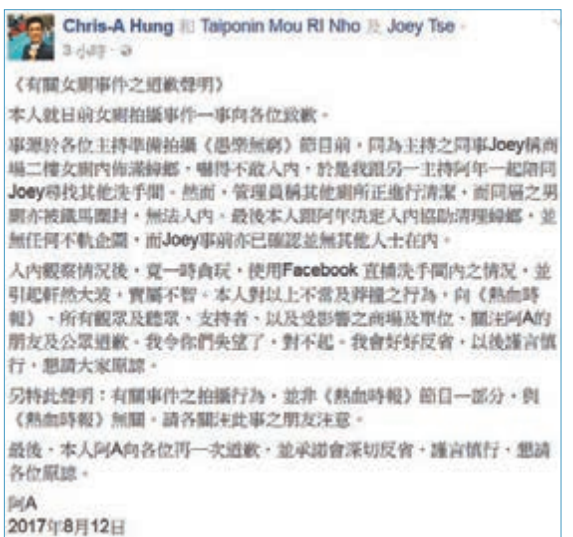 Chris-A Hung 和 Taiponin Mou RI Nho 及 Joey Tse。
3 小時
《有關女廁事件之道歉聲明》
本人就日前女廁拍攝事件一事向各位致歉。
事源於各位主持準備拍攝《愚樂無窮》節目前，同為主持之同事Joey稱商
場二樓女廁內佈滿蟑螂，嚇得不敢入內，於是我跟另一主持阿年一起陪同
Joey尋找其他洗手間。然而，管理員稱其他廁所正進行清潔，而同層之男
廁亦被鐵馬圍封，無法入內。最後本人跟阿年決定入內協助清理蟑螂，並
無任何不軌企圖，而Joey事前亦已確認並無其他人士在內。
入內觀察情況後，竟一時貪玩，使用Facebook 直播洗手間內之情況，並
引起軒然大波，實屬不智。本人對以上不當及莽撞之行為，向《熱血時
報》、所有觀眾及聽眾、支持者、以及受影響之商場及單位、關注阿A的
朋友及公眾道歉。我令你們失望了，對不起。我會好好反省，以後謹言慎
行，懇請大家原諒。
另特此聲明：有關事件之拍攝行為，並非《熱血時報》節目一部分，與
《熱血時報》無關。請各關注此事之朋友注意。
最後，本人阿A向各位再一次道歉，並承諾會深切反省，謹言慎行，懇請
各位原諒。
阿A
2017年8月12日